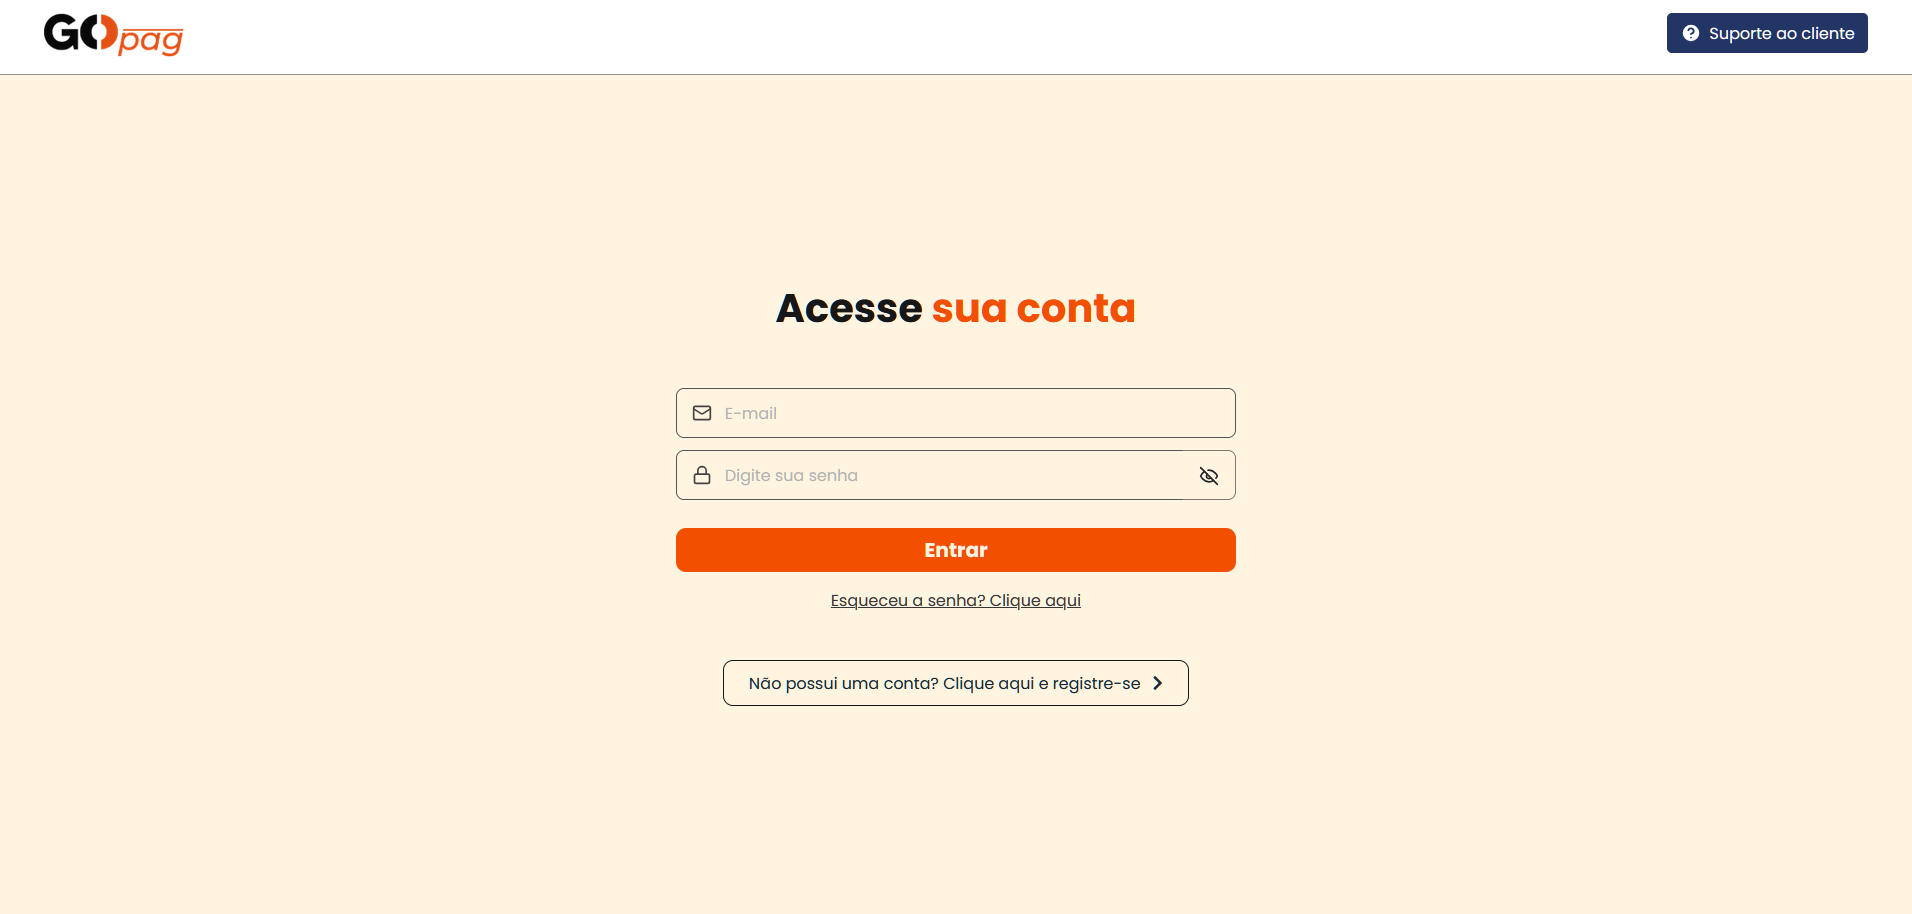 GOpag
Suporte ao cliente
Acesse sua conta
E-mail
Digite sua senha
Entrar
Esqueceu a senha? Clique aqui
Não possui uma conta? Clique aqui e registre-se